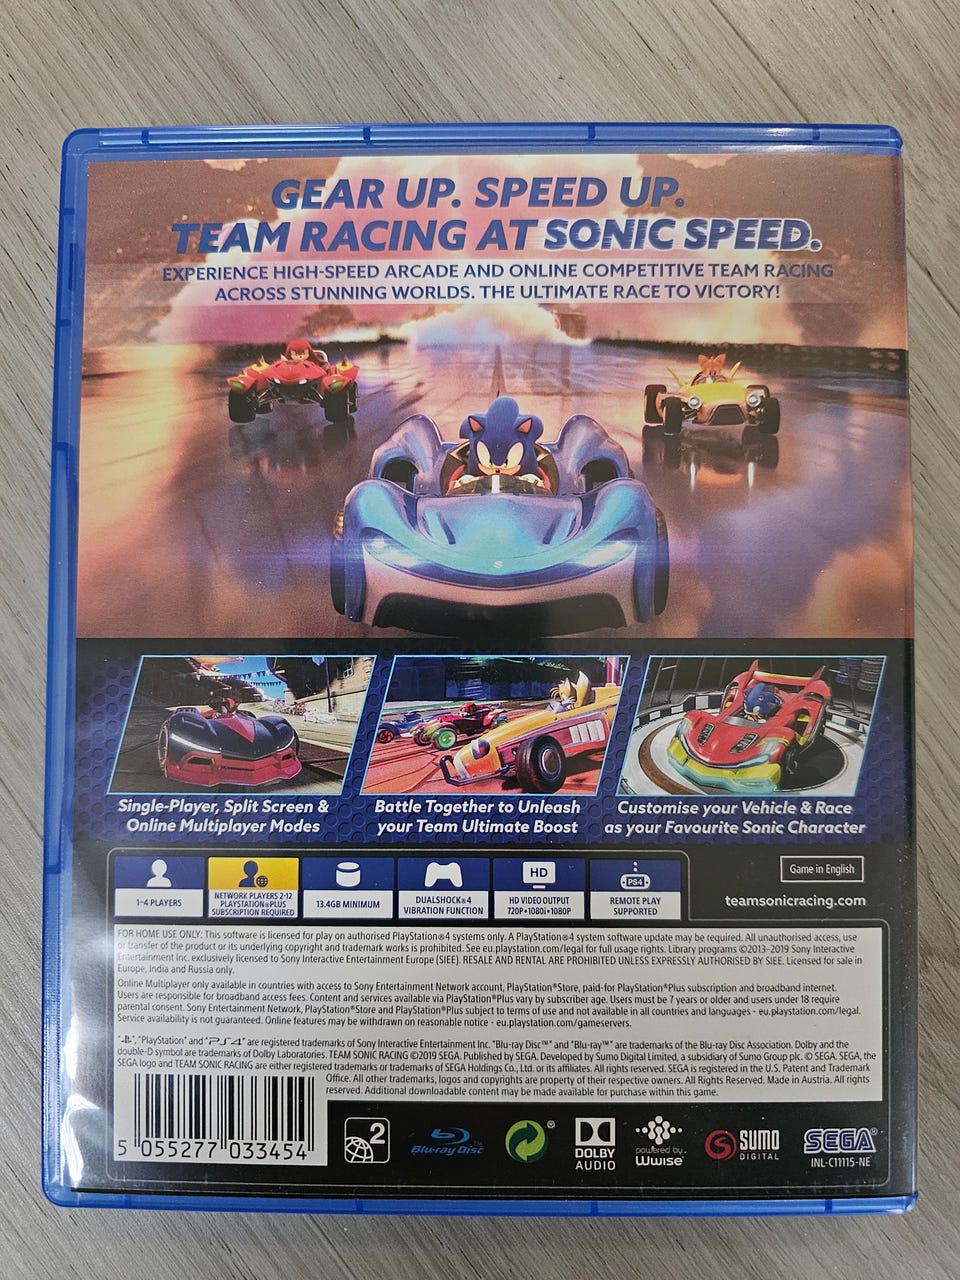 GEAR UP. SPEED UP.
TEAM RACING AT SONIC SPEED.
EXPERIENCE HIGH-SPEED ARCADE AND ONLINE COMPETITIVE TEAM RACING
ACROSS STUNNING WORLDS. THE ULTIMATE RACE TO VICTORY!
Single-Player, Split Screen &
Online Multiplayer Modes
Battle Together to Unleash
your Team Ultimate Boost
Customise your Vehicle & Race
as your Favourite Sonic Character
1-4 PLAYERS
NETWORK PLAYERS 2-12
PLAYSTATION®PLUS
SUBSCRIPTION REQUIRED
13.4GB MINIMUM
DUALSHOCK®4
VIBRATION FUNCTION
HD
HD VIDEO OUTPUT
720P•1080i•1080P
PS4
REMOTE PLAY
SUPPORTED
Game in English
teamsonicracing.com
FOR HOME USE ONLY: This software is licensed for play on authorised PlayStation®4 systems only. A PlayStation®4 system software update may be required. All unauthorised access, use
or transfer of the product or its underlying copyright and trademark works is prohibited. See eu.playstation.com/legal for full usage rights. Library programs ©2013-2019 Sony Interactive
Entertainment Inc. exclusively licensed to Sony Interactive Entertainment Europe (SIEE). RESALE AND RENTAL ARE PROHIBITED UNLESS EXPRESSLY AUTHORISED BY SIEE. Licensed for sale in
Europe, India and Russia only.
Online Multiplayer only available in countries with access to Sony Entertainment Network account, PlayStation®Store, paid-for PlayStation®Plus subscription and broadband internet.
Users are responsible for broadband access fees. Content and services available via PlayStation®Plus vary by subscriber age. Users must be 7 years or older and users under 18 require
parental consent. Sony Entertainment Network, PlayStation®Store and PlayStation®Plus subject to terms of use and not available in all countries and languages - eu.playstation.com/legal.
Service availability is not guaranteed. Online features may be withdrawn on reasonable notice - eu.playstation.com/gameservers.
"", "PlayStation" and "PS4" are registered trademarks of Sony Interactive Entertainment Inc. "Blu-ray Disc™" and "Blu-ray™" are trademarks of the Blu-ray Disc Association. Dolby and the
double-D symbol are trademarks of Dolby Laboratories. TEAM SONIC RACING ©2019 SEGA. Published by SEGA. Developed by Sumo Digital Limited, a subsidiary of Sumo Group plc. © SEGA. SEGA, the
SEGA logo and TEAM SONIC RACING are either registered trademarks or trademarks of SEGA Holdings Co., Ltd. or its affiliates. All rights reserved. SEGA is registered in the U.S. Patent and Trademark
Office. All other trademarks, logos and copyrights are property of their respective owners. All Rights Reserved. Made in Austria. All rights
reserved. Additional downloadable content may be made available for purchase within this game.
5 055277 033454
2
Blu-ray Disc™
®
DOLBY
AUDIO
powered by
Wwise
SUMO
DIGITAL
SEGA®
INL-C11115-NE